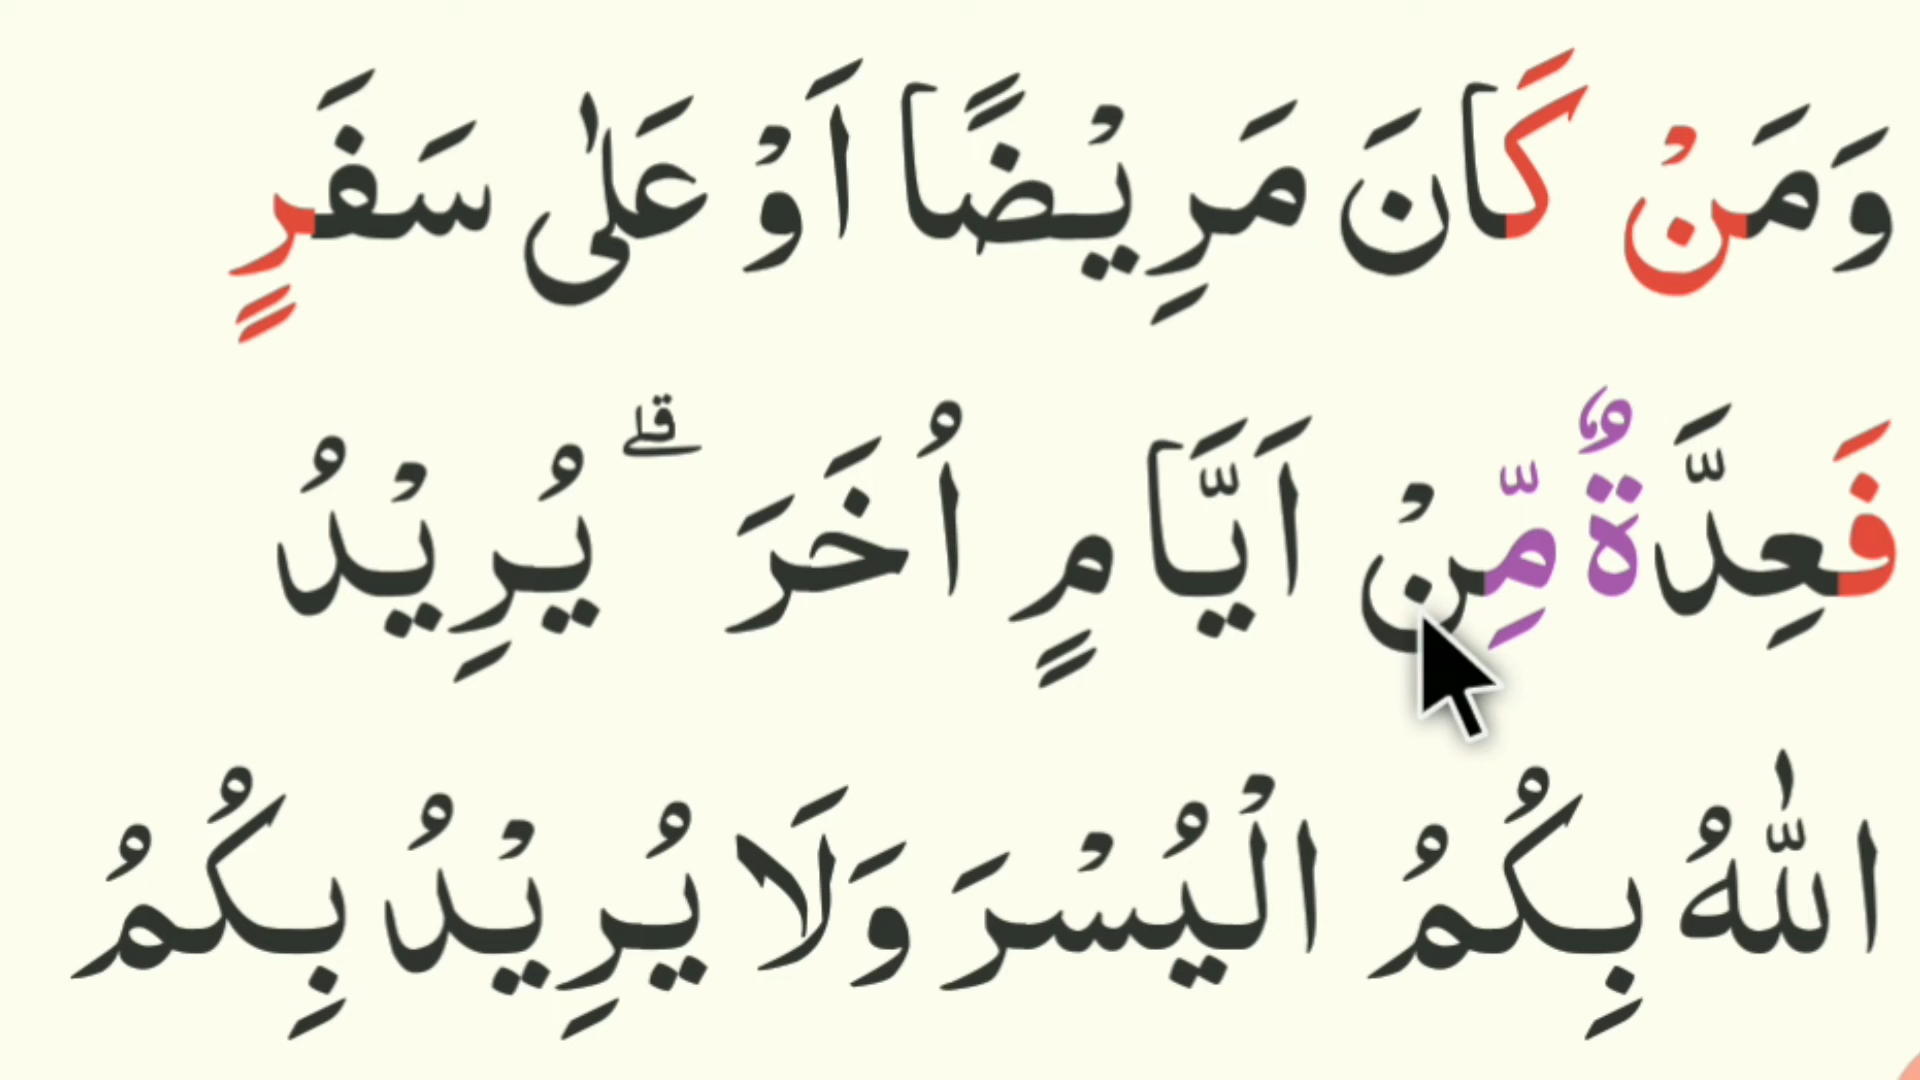 وَمَنْ كَانَ مَرِيْضًا اَوْ عَلٰى سَفَرٍ
فَعِدَّةٌ مِّنْ اَيَّامٍ اُخَرَ ۗ يُرِيْدُ
اللّٰهُ بِكُمُ الْيُسْرَ وَلَا يُرِيْدُ بِكُمُ